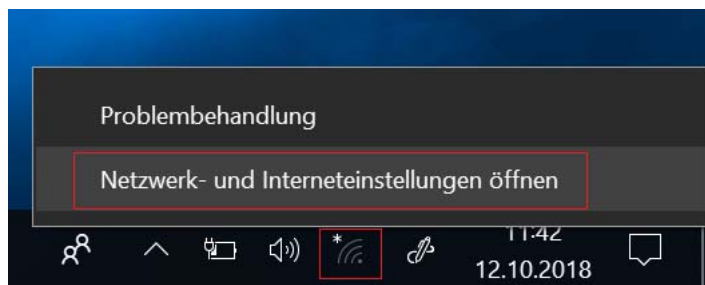 Problembehandlung
Netzwerk- und Interneteinstellungen öffnen
11:42
12.10.2018